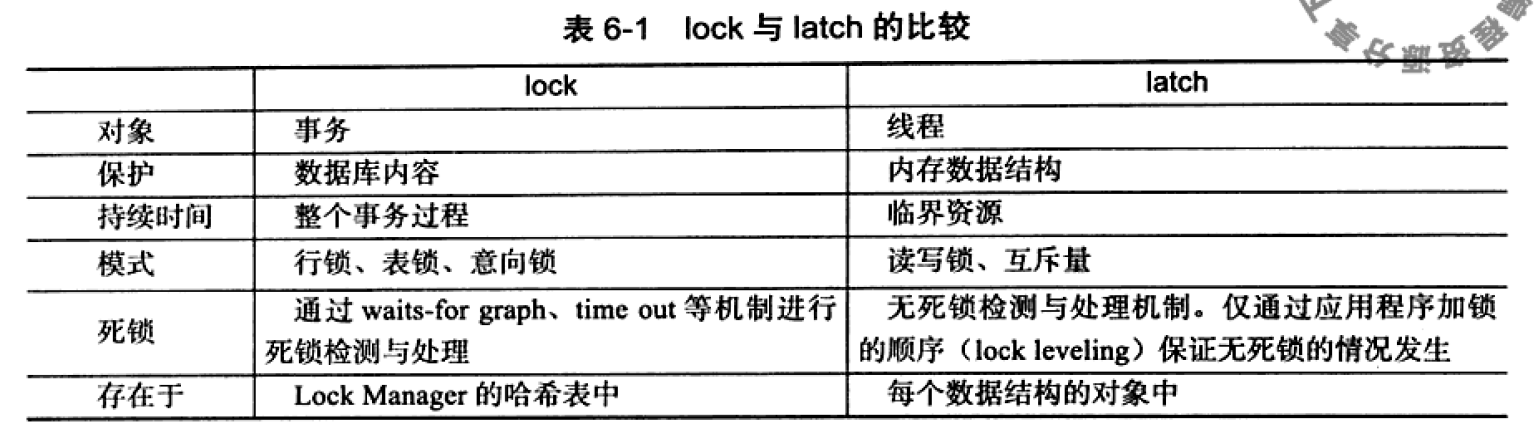 表 6-1 lock 与 latch 的比较
lock latch
对象 事务 线程
保护 数据库内容 内存数据结构
持续时间 整个事务过程 临界资源
模式 行锁、表锁、意向锁 读写锁、互斥量
死锁 通过 waits-for graph、time out 等机制进行 无死锁检测与处理机制。仅通过应用程序加锁
死锁检测与处理 的顺序（lock leveling）保证无死锁的情况发生
存在于 Lock Manager 的哈希表中 每个数据结构的对象中